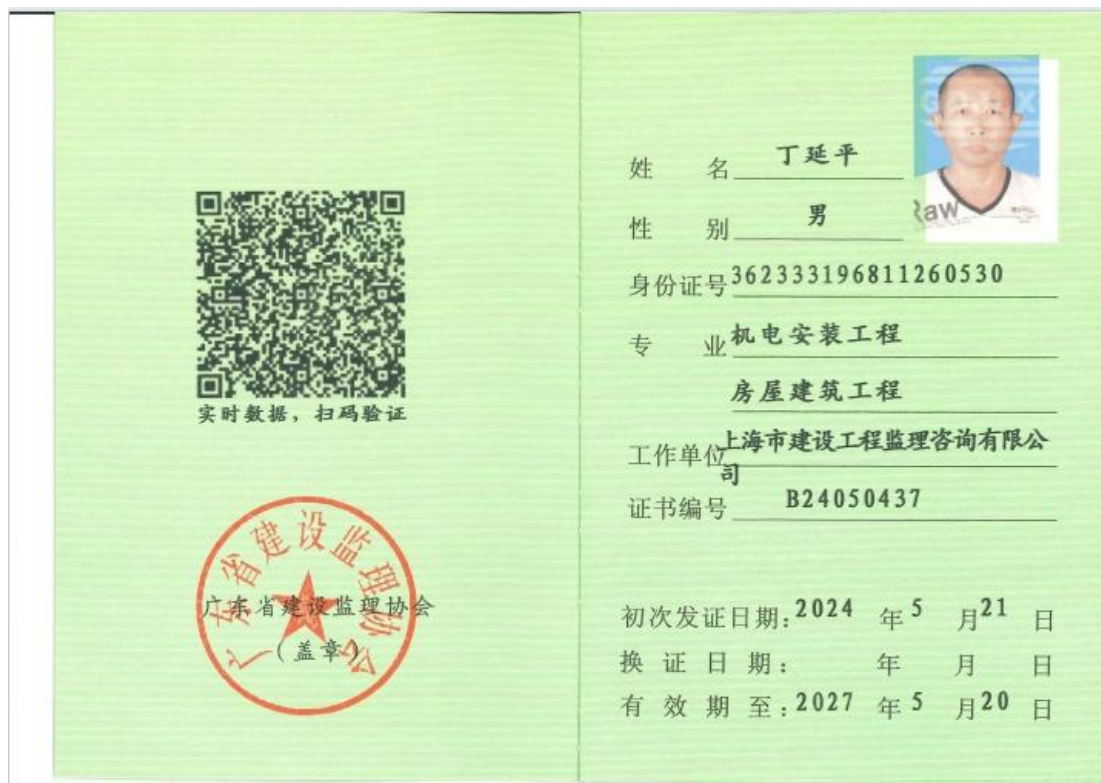 实时数据，扫码验证
广东省建设监理协会
广东省建设监理协会
（盖章）
姓 名 丁延平
性 别 男
身份证号 362333196811260530
专 业 机电安装工程
房屋建筑工程
工作单位 上海市建设工程监理咨询有限公
司
证书编号 B24050437
初次发证日期：2024 年 5 月 21 日
换 证 日 期： 年 月 日
有 效 期 至：2027 年 5 月 20 日
Raw